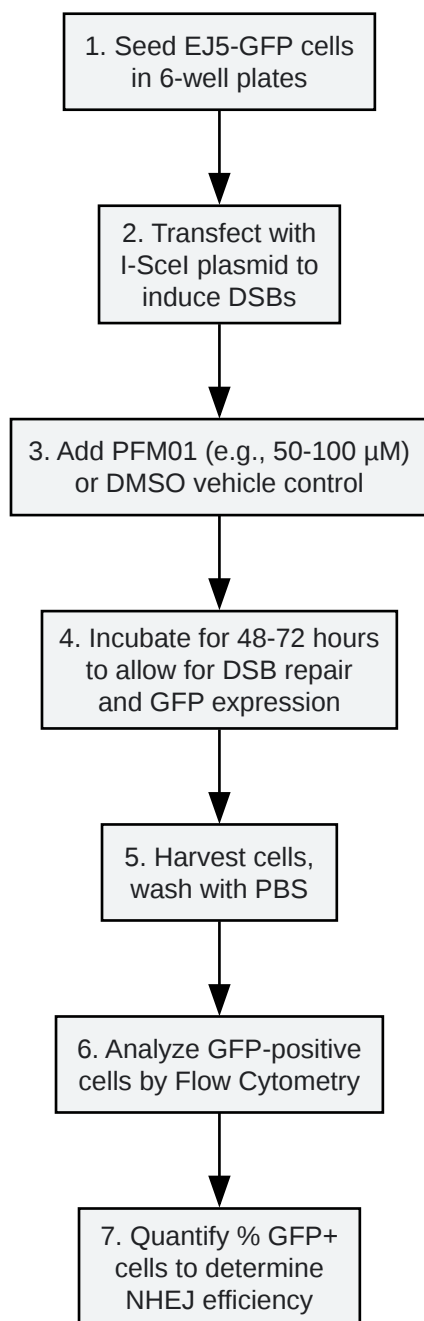 1. Seed EJ5-GFP cells
in 6-well plates
2. Transfect with
I-SceI plasmid to
induce DSBs
3. Add PFM01 (e.g., 50-100 µM)
or DMSO vehicle control
4. Incubate for 48-72 hours
to allow for DSB repair
and GFP expression
5. Harvest cells,
wash with PBS
6. Analyze GFP-positive
cells by Flow Cytometry
7. Quantify % GFP+
cells to determine
NHEJ efficiency